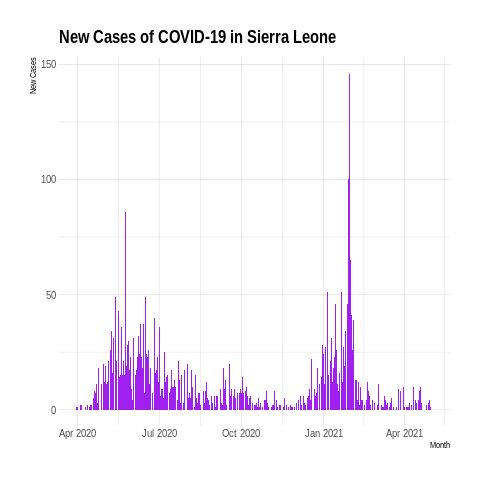 New Cases of COVID-19 in Sierra Leone
New Cases
150
100
50
0
Apr 2020
Jul 2020
Oct 2020
Jan 2021
Apr 2021
Month